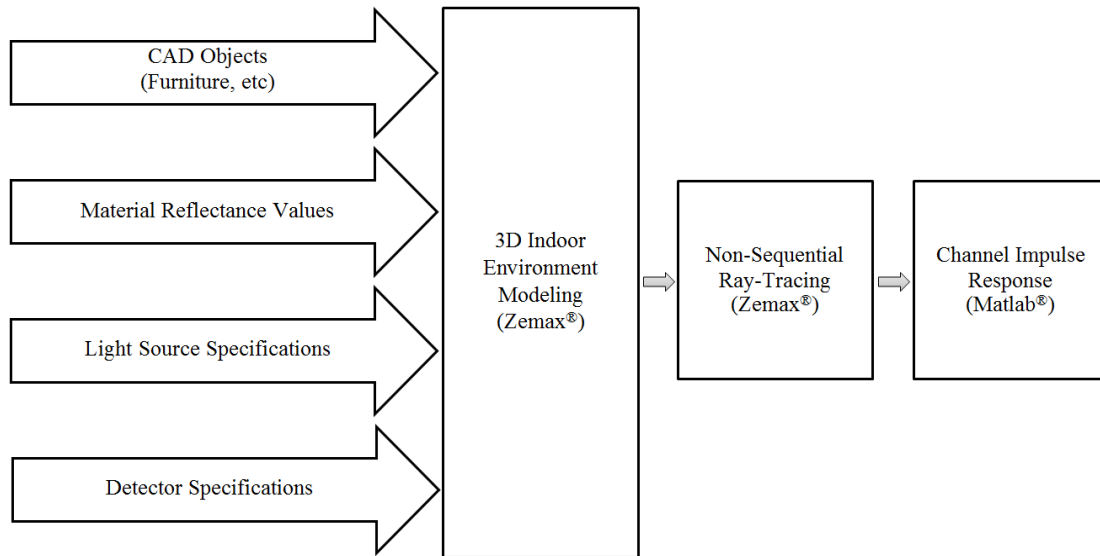 CAD Objects
(Furniture, etc)
Material Reflectance Values
Light Source Specifications
Detector Specifications
3D Indoor
Environment
Modeling
(Zemax®)
Non-Sequential
Ray-Tracing
(Zemax®)
Channel Impulse
Response
(Matlab®)